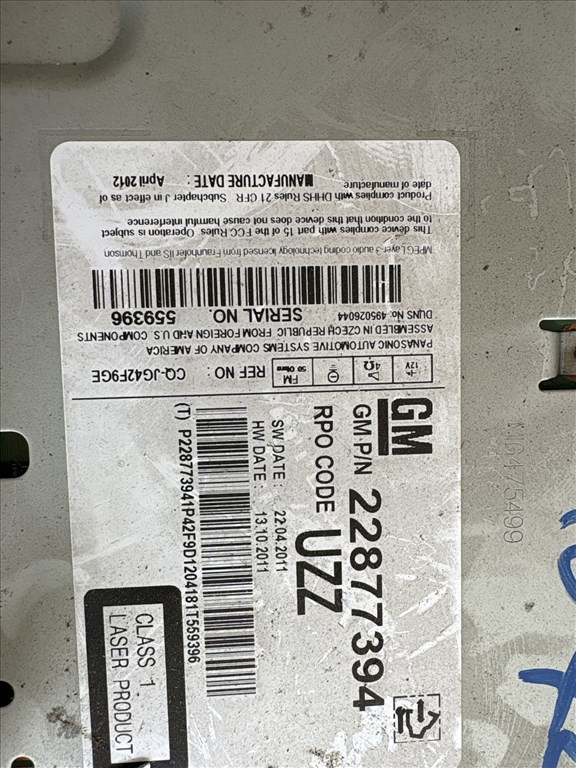 GM
GM P/N 22877394
RPO CODE UZZ
SW DATE : 22.04.2011
HW DATE : 13.10.2011
(T) P228773941P42F9D1204181T559396
CLASS 1
LASER PRODUCT
+ 12V
4Ω
FM
50 Ohms
REF NO : CQ-JG42F9GE
PANASONIC AUTOMOTIVE SYSTEMS COMPANY OF AMERICA
ASSEMBLED IN CZECH REPUBLIC FROM FOREIGN AND U.S. COMPONENTS
DUNS No: 495026044
SERIAL NO. 559396
MPEG Layer-3 audio coding technology licensed from Fraunhofer IIS and Thomson
This device complies with part 15 of the FCC Rules. Operation is subject
to the condition that this device does not cause harmful interference
Product complies with DHHS Rules 21 CFR Subchapter J in effect as of
date of manufacture
MANUFACTURE DATE : April 2012